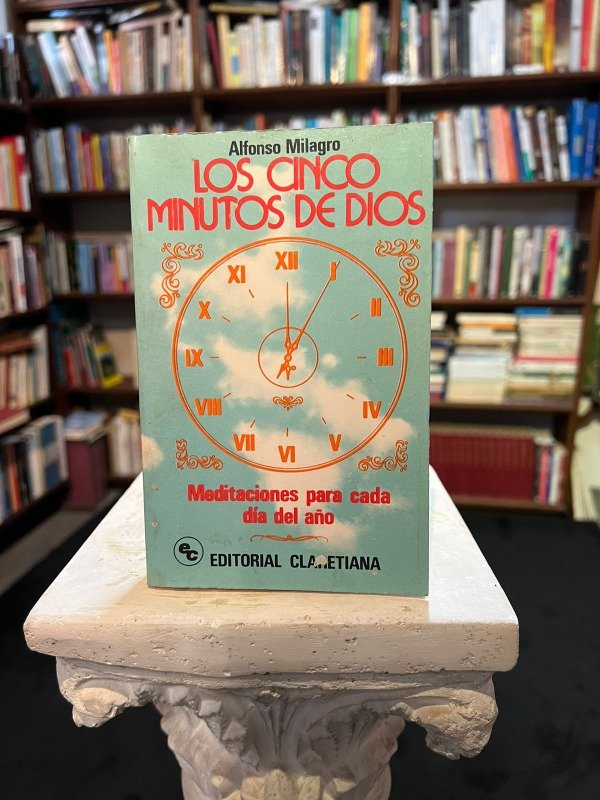 Alfonso Milagro
LOS CINCO
MINUTOS DE DIOS
XII
I
II
III
IV
V
VI
VII
VIII
IX
X
XI
Meditaciones para cada
día del año
ec EDITORIAL CLARETIANA